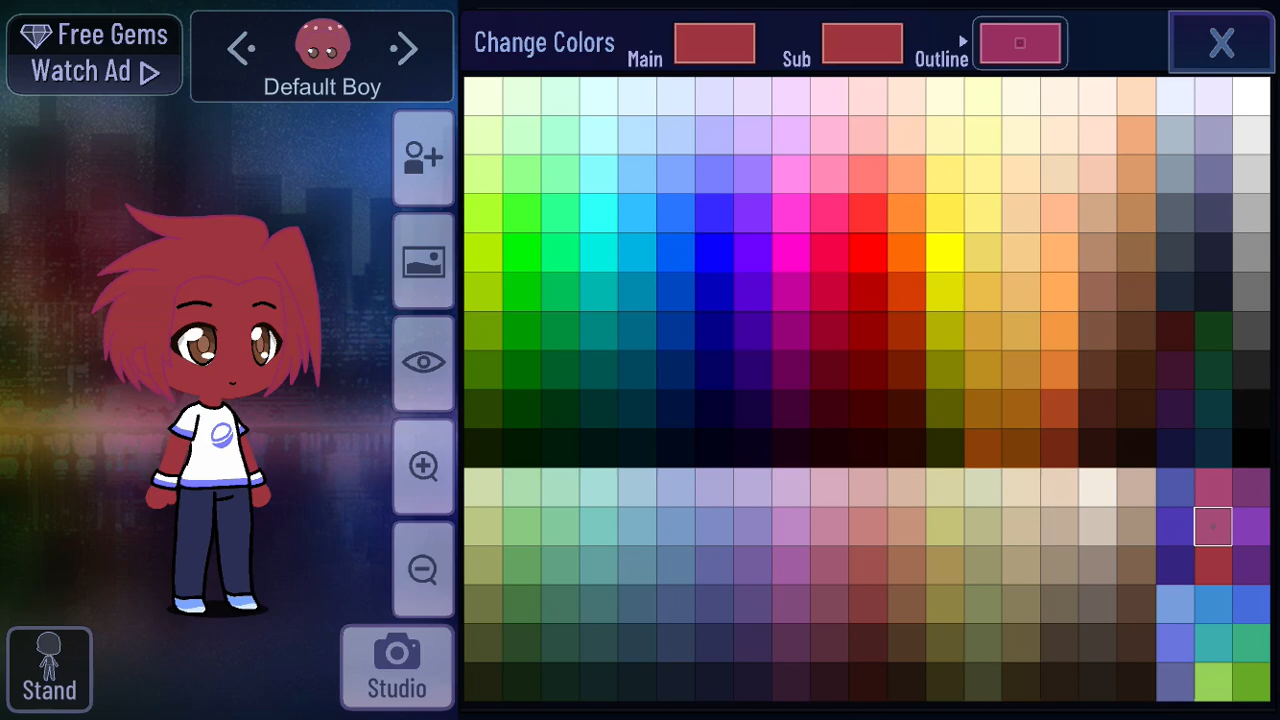 Free Gems
Watch Ad
Default Boy
Change Colors
Main
Sub
Outline
Stand
Studio